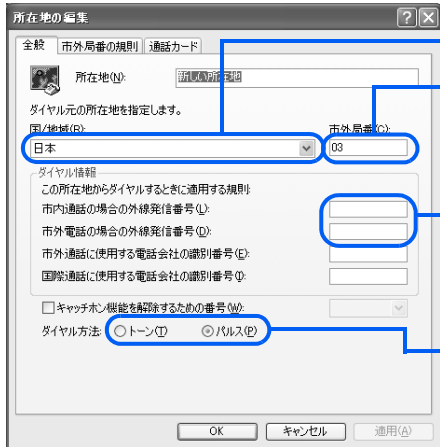 所在地の編集
全般 市外局番の規則 通話カード
所在地(N): 新しい所在地
ダイヤル元の所在地を指定します。
国/地域(R): 市外局番(C):
日本 03
ダイヤル情報
この所在地からダイヤルするときに適用する規則:
市内通話の場合の外線発信番号(L):
市外電話の場合の外線発信番号(D):
市外通話に使用する電話会社の識別番号(E):
国際通話に使用する電話会社の識別番号(I):
キャッチホン機能を解除するための番号(W):
ダイヤル方法: トーン(T) パルス(P)
OK キャンセル 適用(A)